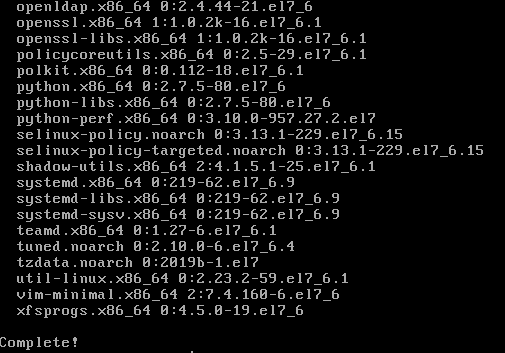 openldap.x86_64 0:2.4.44-21.el7_6
openssl.x86_64 1:1.0.2k-16.el7_6.1
openssl-libs.x86_64 1:1.0.2k-16.el7_6.1
policycoreutils.x86_64 0:2.5-29.el7_6.1
polkit.x86_64 0:0.112-18.el7_6.1
python.x86_64 0:2.7.5-80.el7_6
python-libs.x86_64 0:2.7.5-80.el7_6
python-perf.x86_64 0:3.10.0-957.27.2.el7
selinux-policy.noarch 0:3.13.1-229.el7_6.15
selinux-policy-targeted.noarch 0:3.13.1-229.el7_6.15
shadow-utils.x86_64 2:4.1.5.1-25.el7_6.1
systemd.x86_64 0:219-62.el7_6.9
systemd-libs.x86_64 0:219-62.el7_6.9
systemd-sysv.x86_64 0:219-62.el7_6.9
teamd.x86_64 0:1.27-6.el7_6.1
tuned.noarch 0:2.10.0-6.el7_6.4
tzdata.noarch 0:2019b-1.el7
util-linux.x86_64 0:2.23.2-59.el7_6.1
vim-minimal.x86_64 2:7.4.160-6.el7_6
xfsprogs.x86_64 0:4.5.0-19.el7_6
Complete!